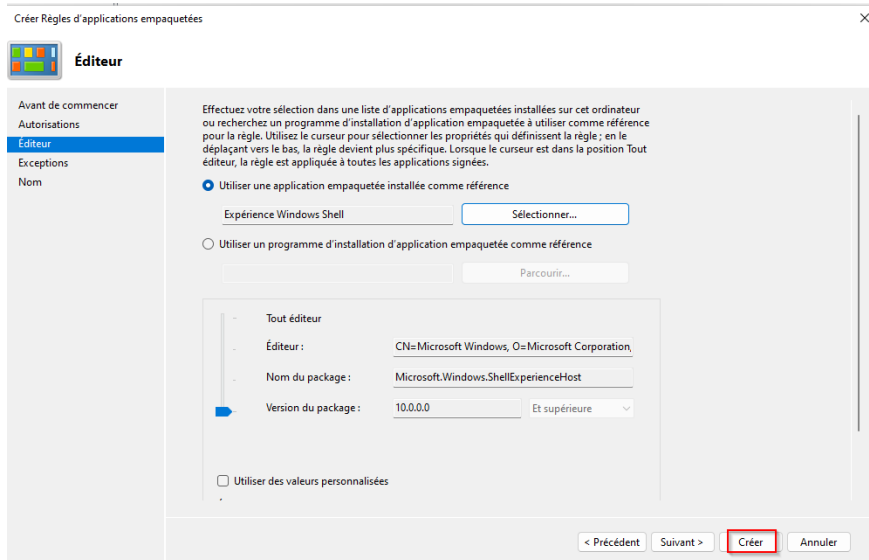 Créer Règles d'applications empaquetées
Éditeur
Avant de commencer
Autorisations
Éditeur
Exceptions
Nom
Effectuez votre sélection dans une liste d'applications empaquetées installées sur cet ordinateur
ou recherchez un programme d'installation d'application empaquetée à utiliser comme référence
pour la règle. Utilisez le curseur pour sélectionner les propriétés qui définissent la règle ; en le
déplaçant vers le bas, la règle devient plus spécifique. Lorsque le curseur est dans la position Tout
éditeur, la règle est appliquée à toutes les applications signées.
Utiliser une application empaquetée installée comme référence
Expérience Windows Shell
Sélectionner...
Utiliser un programme d'installation d'application empaquetée comme référence
Parcourir...
Tout éditeur
Éditeur :
CN=Microsoft Windows, O=Microsoft Corporation,
Nom du package :
Microsoft.Windows.ShellExperienceHost
Version du package :
10.0.0.0
Et supérieure
Utiliser des valeurs personnalisées
< Précédent
Suivant >
Créer
Annuler